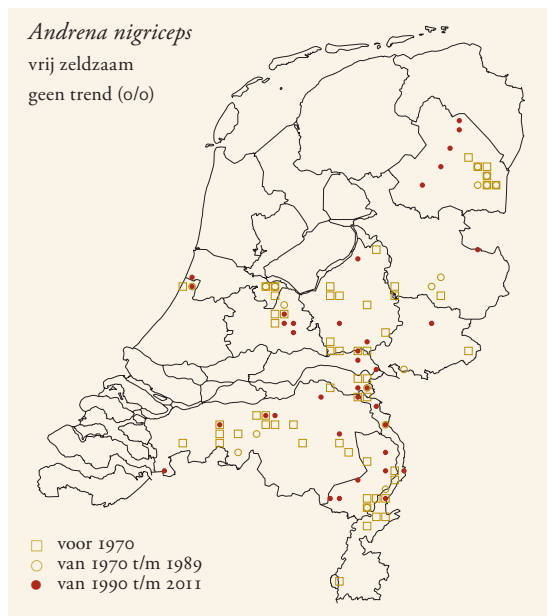 Andrena nigriceps
vrij zeldzaam
geen trend (0/0)
voor 1970
van 1970 t/m 1989
van 1990 t/m 2011